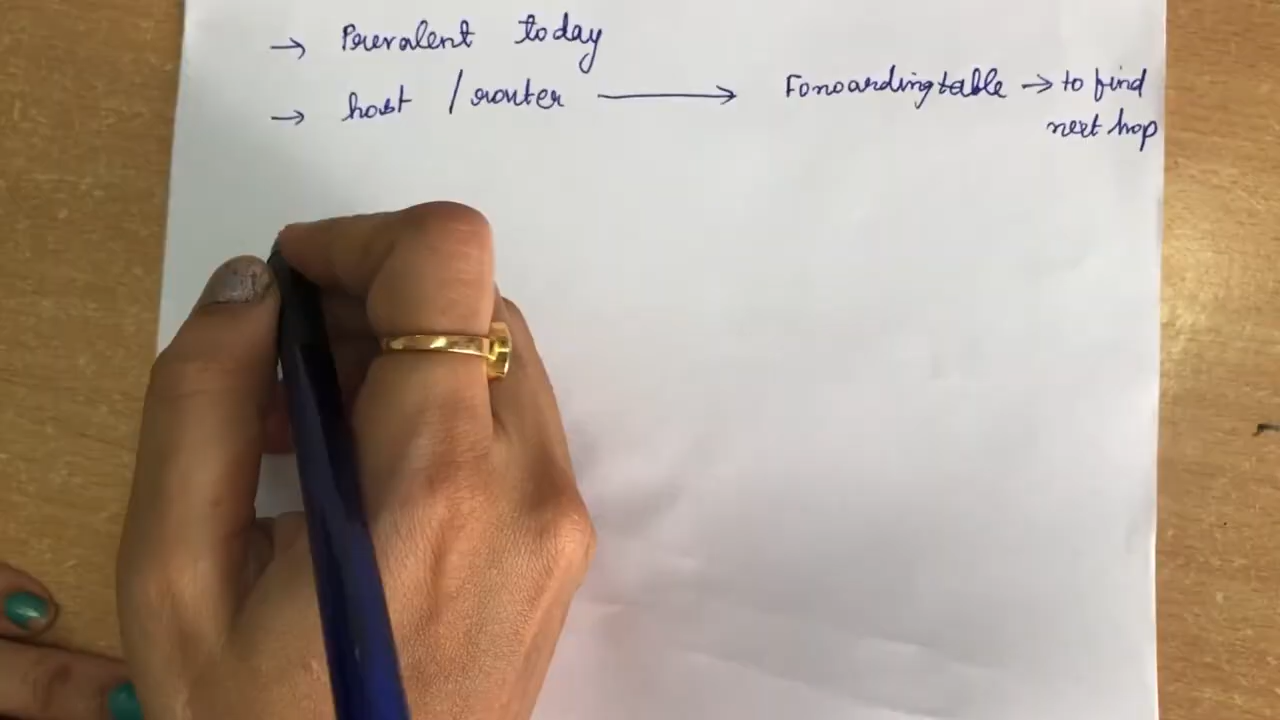 → Prevalent today
→ host / router → Forwarding table → to find
next hop